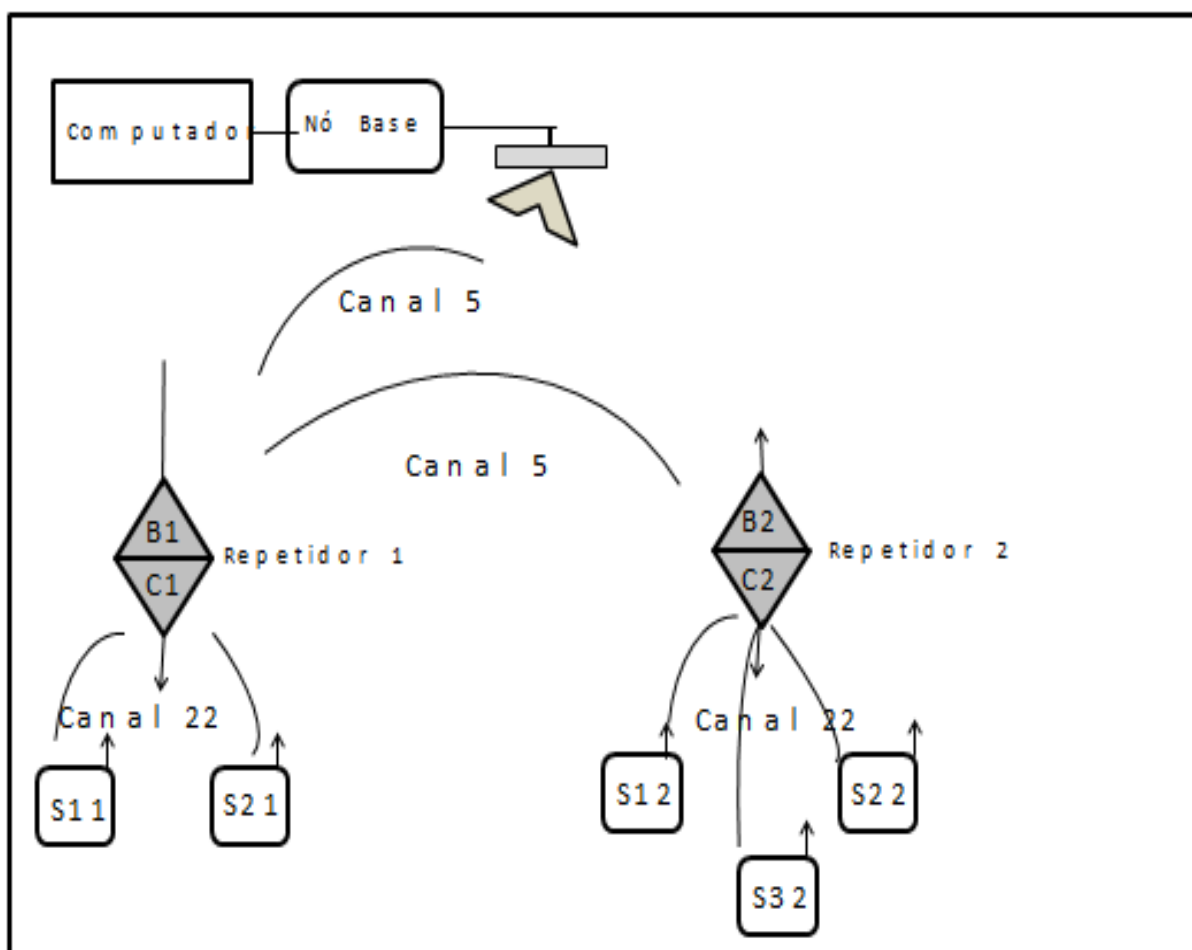 Computador
Nó Base
Canal 5
Canal 5
B1
C1
Repetidor 1
B2
C2
Repetidor 2
Canal 22
Canal 22
S11
S21
S12
S22
S32